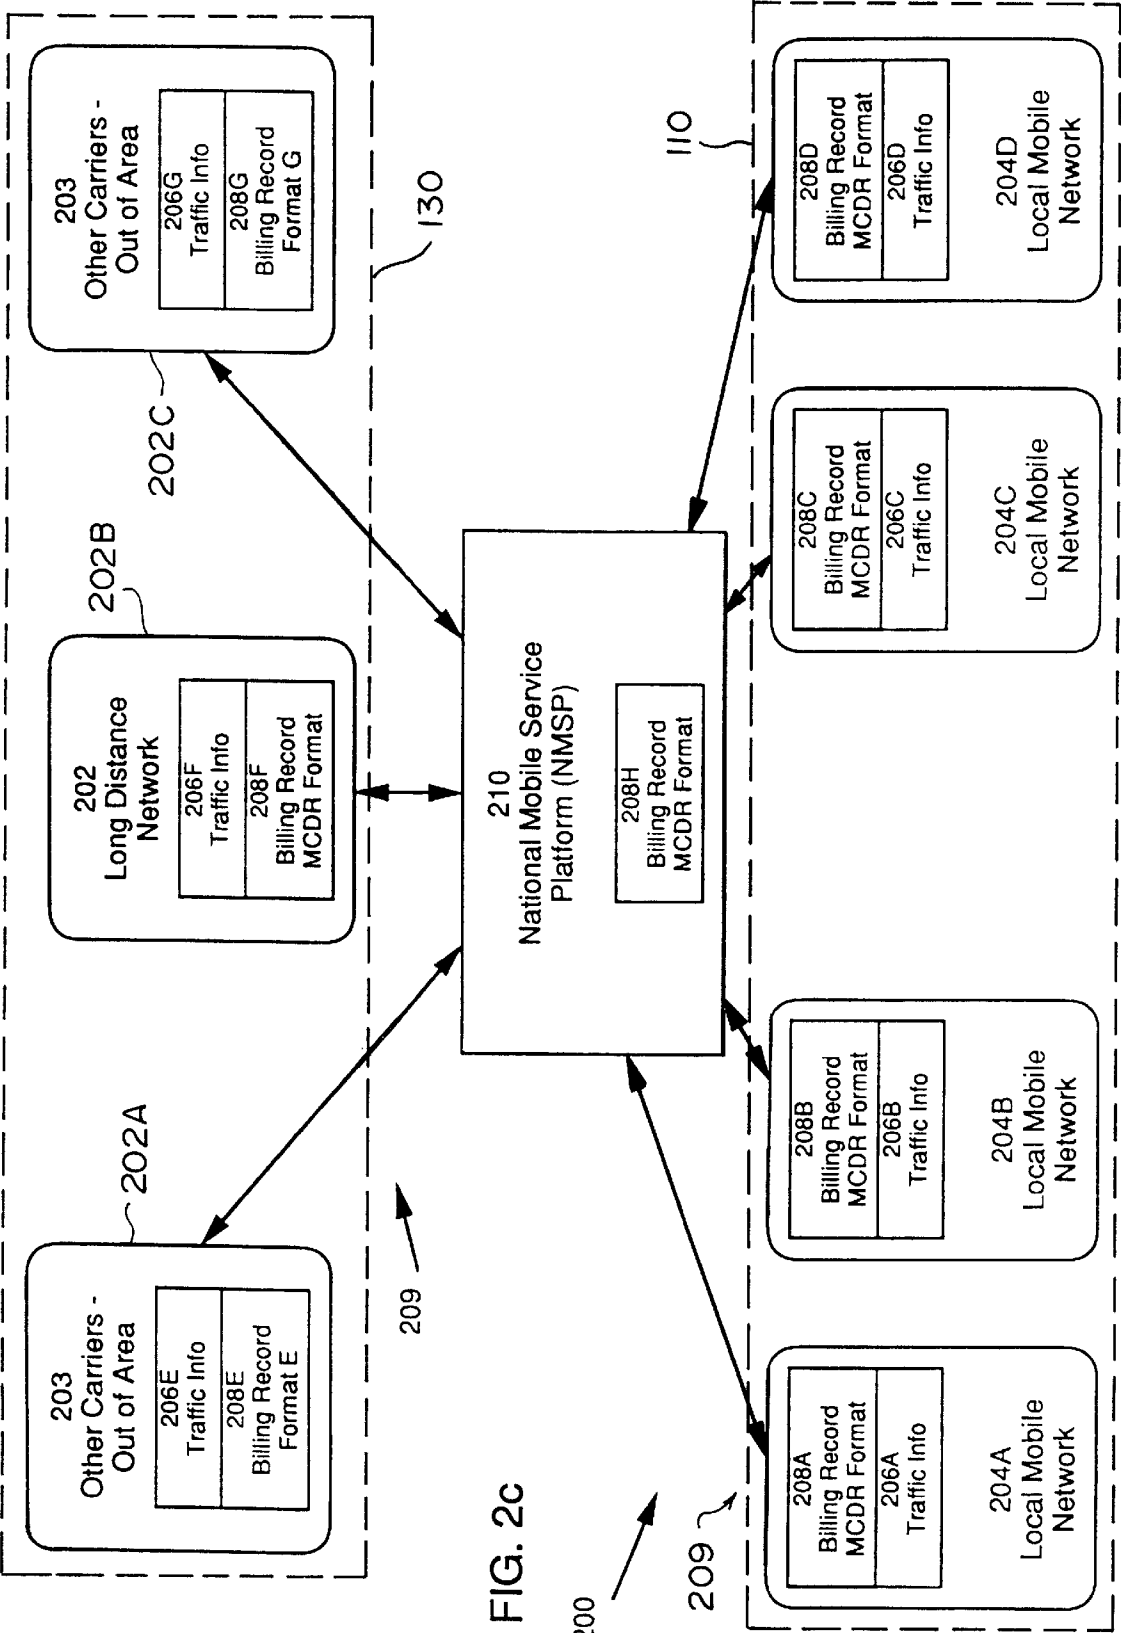 203
Other Carriers -
Out of Area
206E
Traffic Info
208E
Billing Record
Format E
202A
202
Long Distance
Network
206F
Traffic Info
208F
Billing Record
MCDR Format
202B
203
Other Carriers -
Out of Area
206G
Traffic Info
208G
Billing Record
Format G
202C
130
209
210
National Mobile Service
Platform (NMSP)
208H
Billing Record
MCDR Format
FIG. 2c
200
209
110
208A
Billing Record
MCDR Format
206A
Traffic Info
204A
Local Mobile
Network
208B
Billing Record
MCDR Format
206B
Traffic Info
204B
Local Mobile
Network
208C
Billing Record
MCDR Format
206C
Traffic Info
204C
Local Mobile
Network
208D
Billing Record
MCDR Format
206D
Traffic Info
204D
Local Mobile
Network